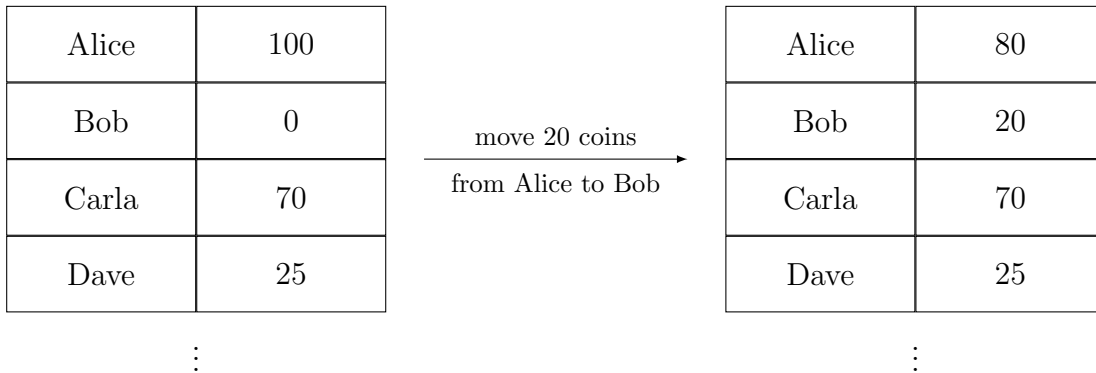 Alice 100
Bob 0
Carla 70
Dave 25
⋮
move 20 coins
from Alice to Bob
Alice 80
Bob 20
Carla 70
Dave 25
⋮